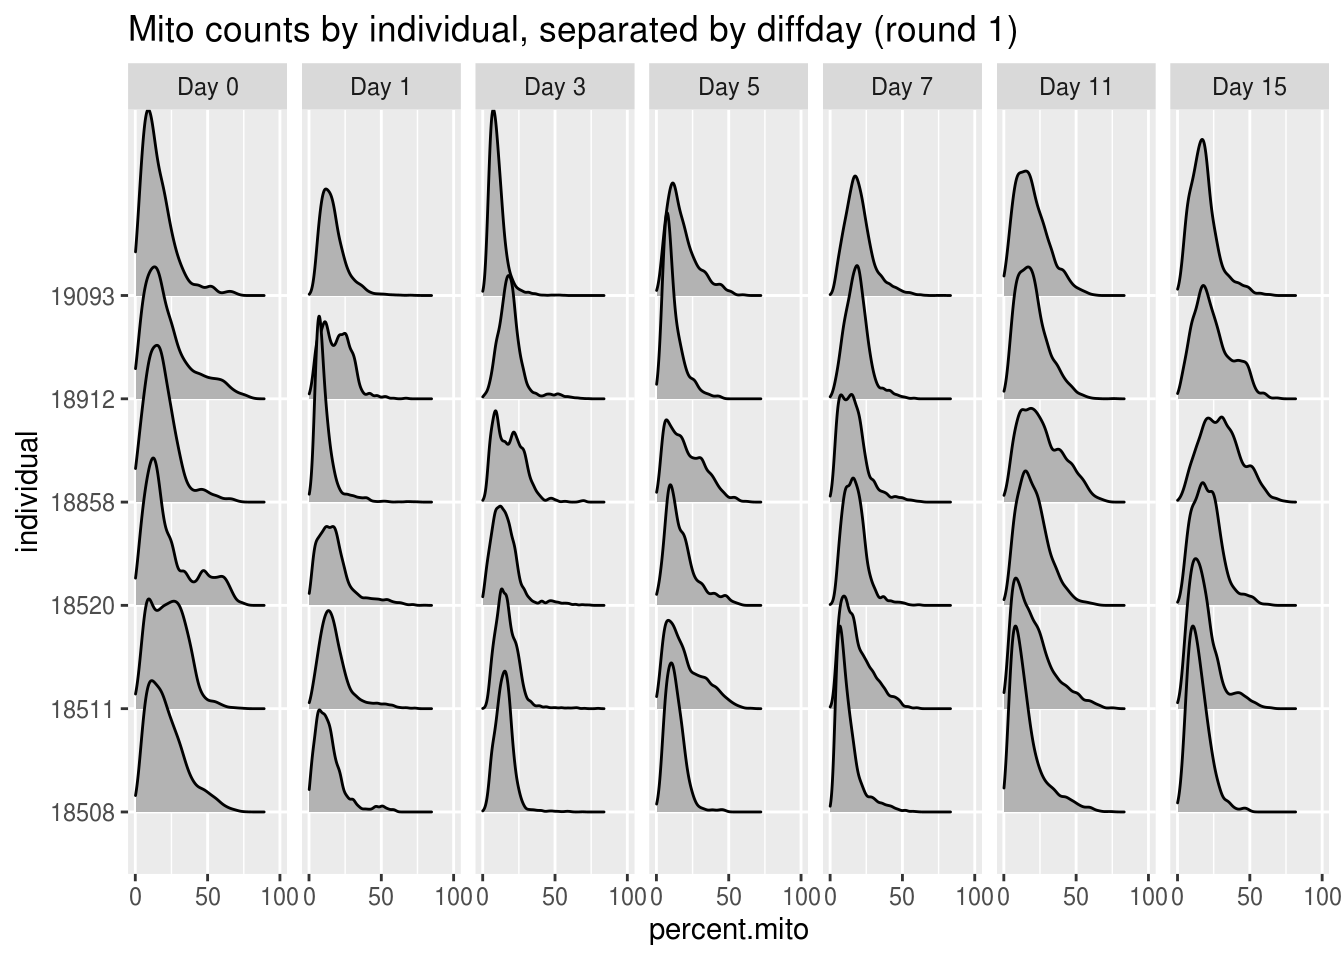 Mito counts by individual, separated by diffday (round 1)
Day 0 Day 1 Day 3 Day 5 Day 7 Day 11 Day 15
individual
19093
18912
18858
18520
18511
18508
0 50 100 0 50 100 0 50 100 0 50 100 0 50 100 0 50 100 0 50 100
percent.mito